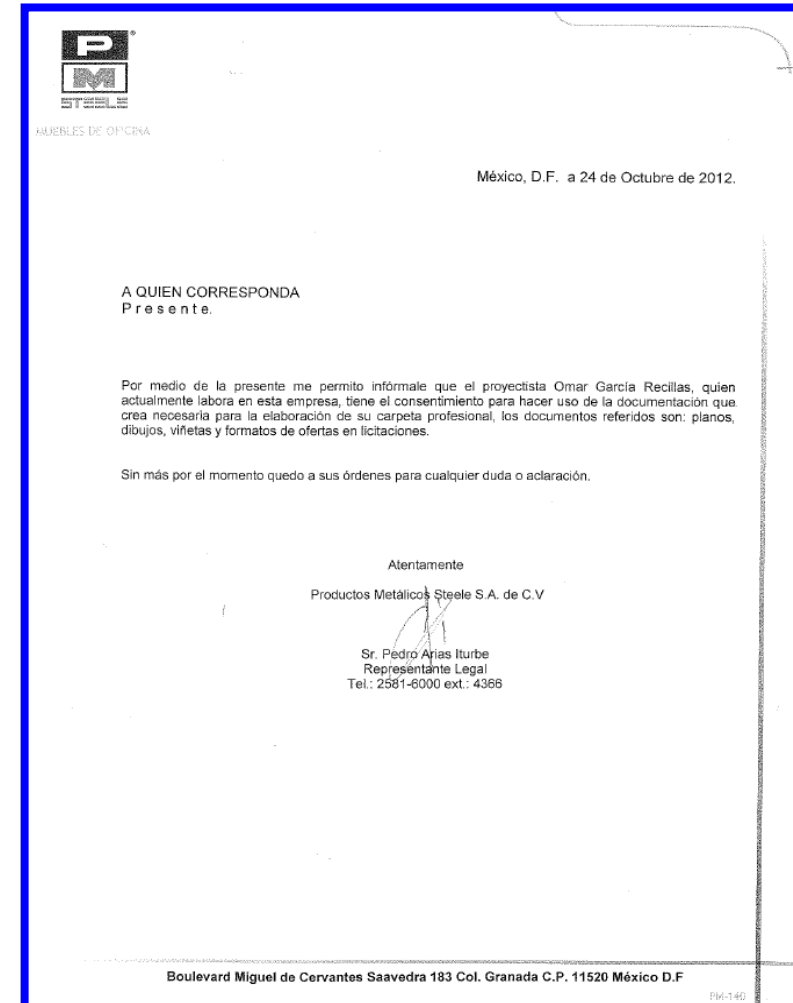 P
M
STEELE
MUEBLES DE OFICINA
México, D.F. a 24 de Octubre de 2012.
A QUIEN CORRESPONDA
P r e s e n t e.
Por medio de la presente me permito infórmale que el proyectista Omar García Recillas, quien
actualmente labora en esta empresa, tiene el consentimiento para hacer uso de la documentación que
crea necesaria para la elaboración de su carpeta profesional, los documentos referidos son: planos,
dibujos, viñetas y formatos de ofertas en licitaciones.
Sin más por el momento quedo a sus órdenes para cualquier duda o aclaración.
Atentamente
Productos Metálicos Steele S.A. de C.V
Sr. Pedro Arias Iturbe
Representante Legal
Tel.: 2581-6000 ext.: 4366
Boulevard Miguel de Cervantes Saavedra 183 Col. Granada C.P. 11520 México D.F
PM-140